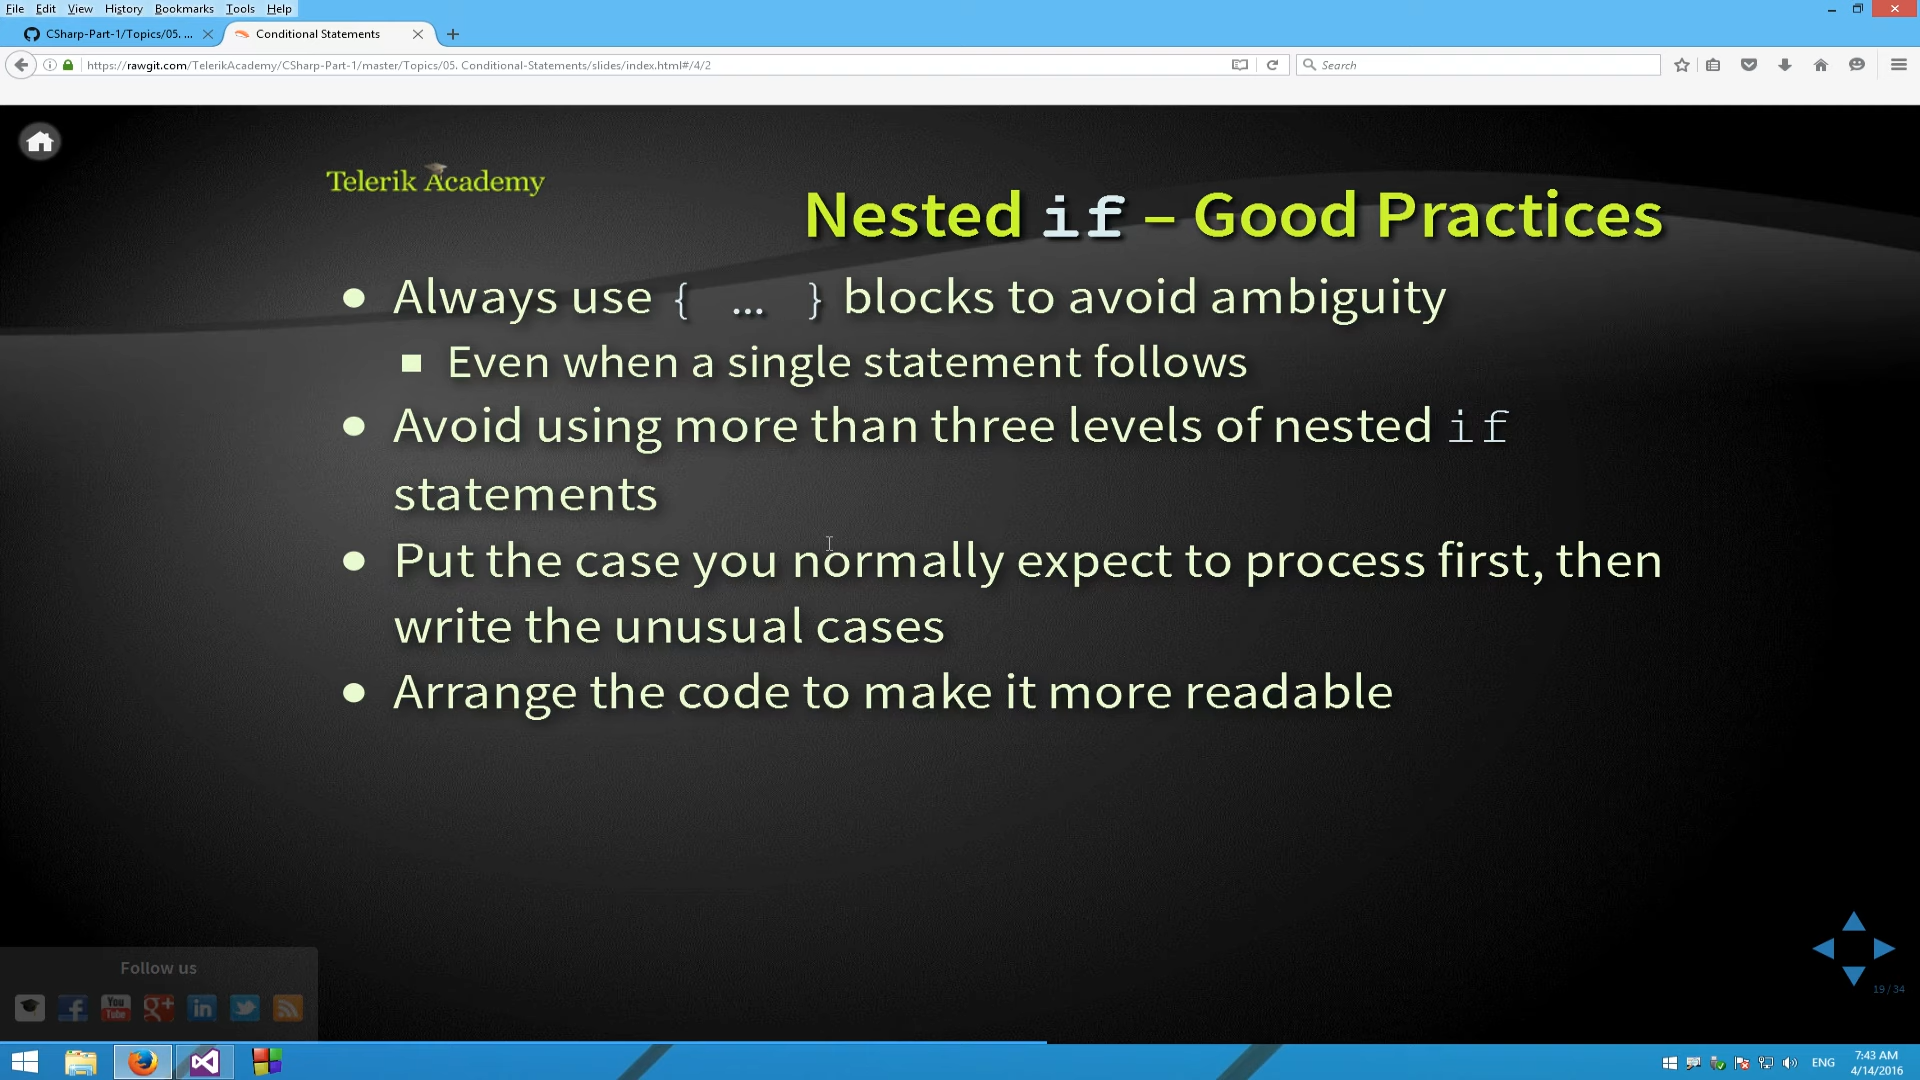 File Edit View History Bookmarks Tools Help
CSharp-Part-1/Topics/05. ...
Conditional Statements
https://rawgit.com/TelerikAcademy/CSharp-Part-1/master/Topics/05. Conditional-Statements/slides/index.html#/4/2
Search
Telerik Academy
Nested if – Good Practices
Always use { … } blocks to avoid ambiguity
Even when a single statement follows
Avoid using more than three levels of nested if
statements
Put the case you normally expect to process first, then
write the unusual cases
Arrange the code to make it more readable
Follow us
You
Tube
g+
in
19 / 34
ENG
7:43 AM
4/14/2016